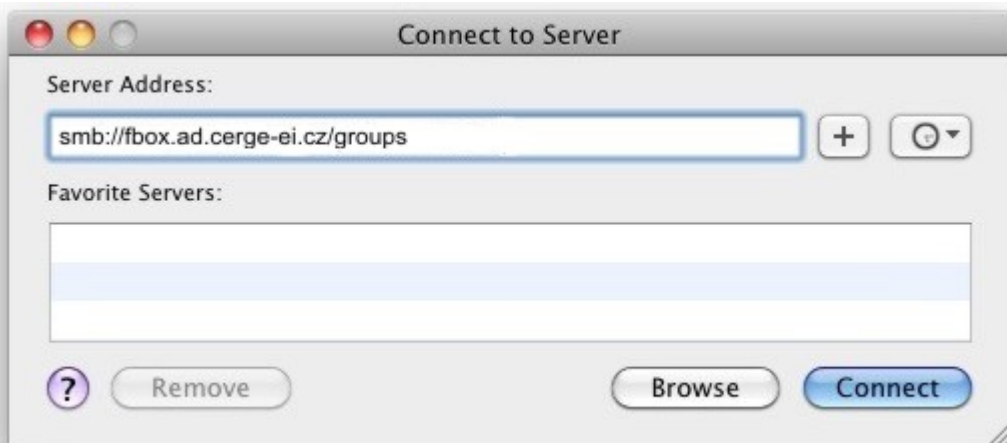 Connect to Server
Server Address:
smb://fbox.ad.cerge-ei.cz/groups
+
Favorite Servers:
? Remove Browse Connect